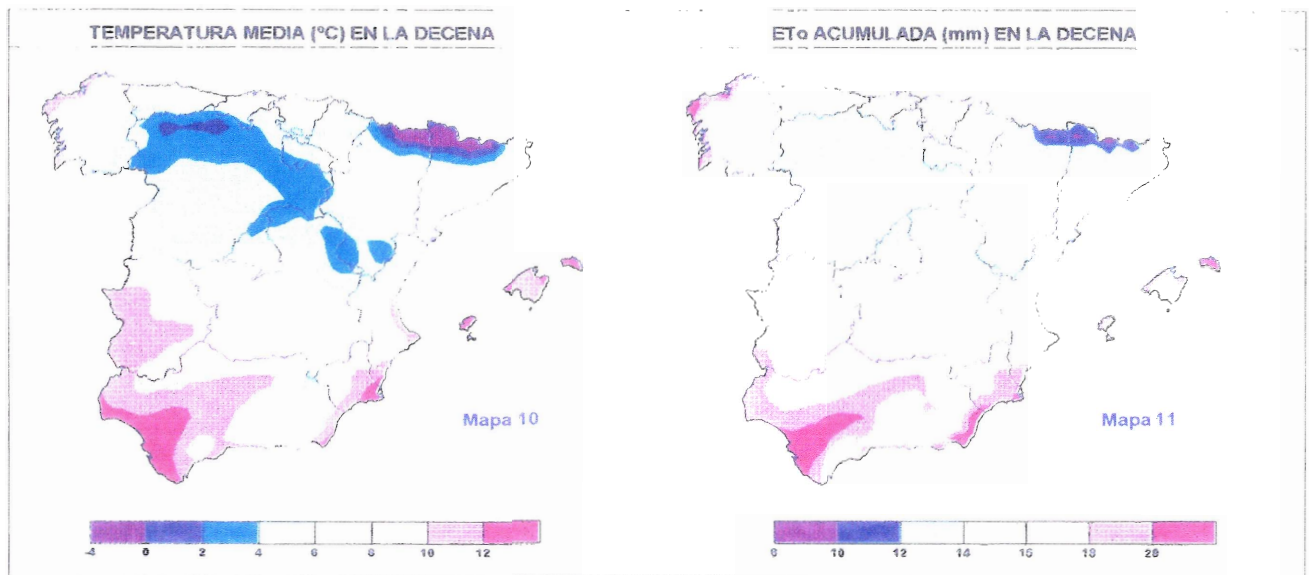 TEMPERATURA MEDIA (ºC) EN LA DECENA
ETo ACUMULADA (mm) EN LA DECENA
Mapa 10
Mapa 11
-4 0 2 4 6 8 10 12
8 10 12 14 16 18 20